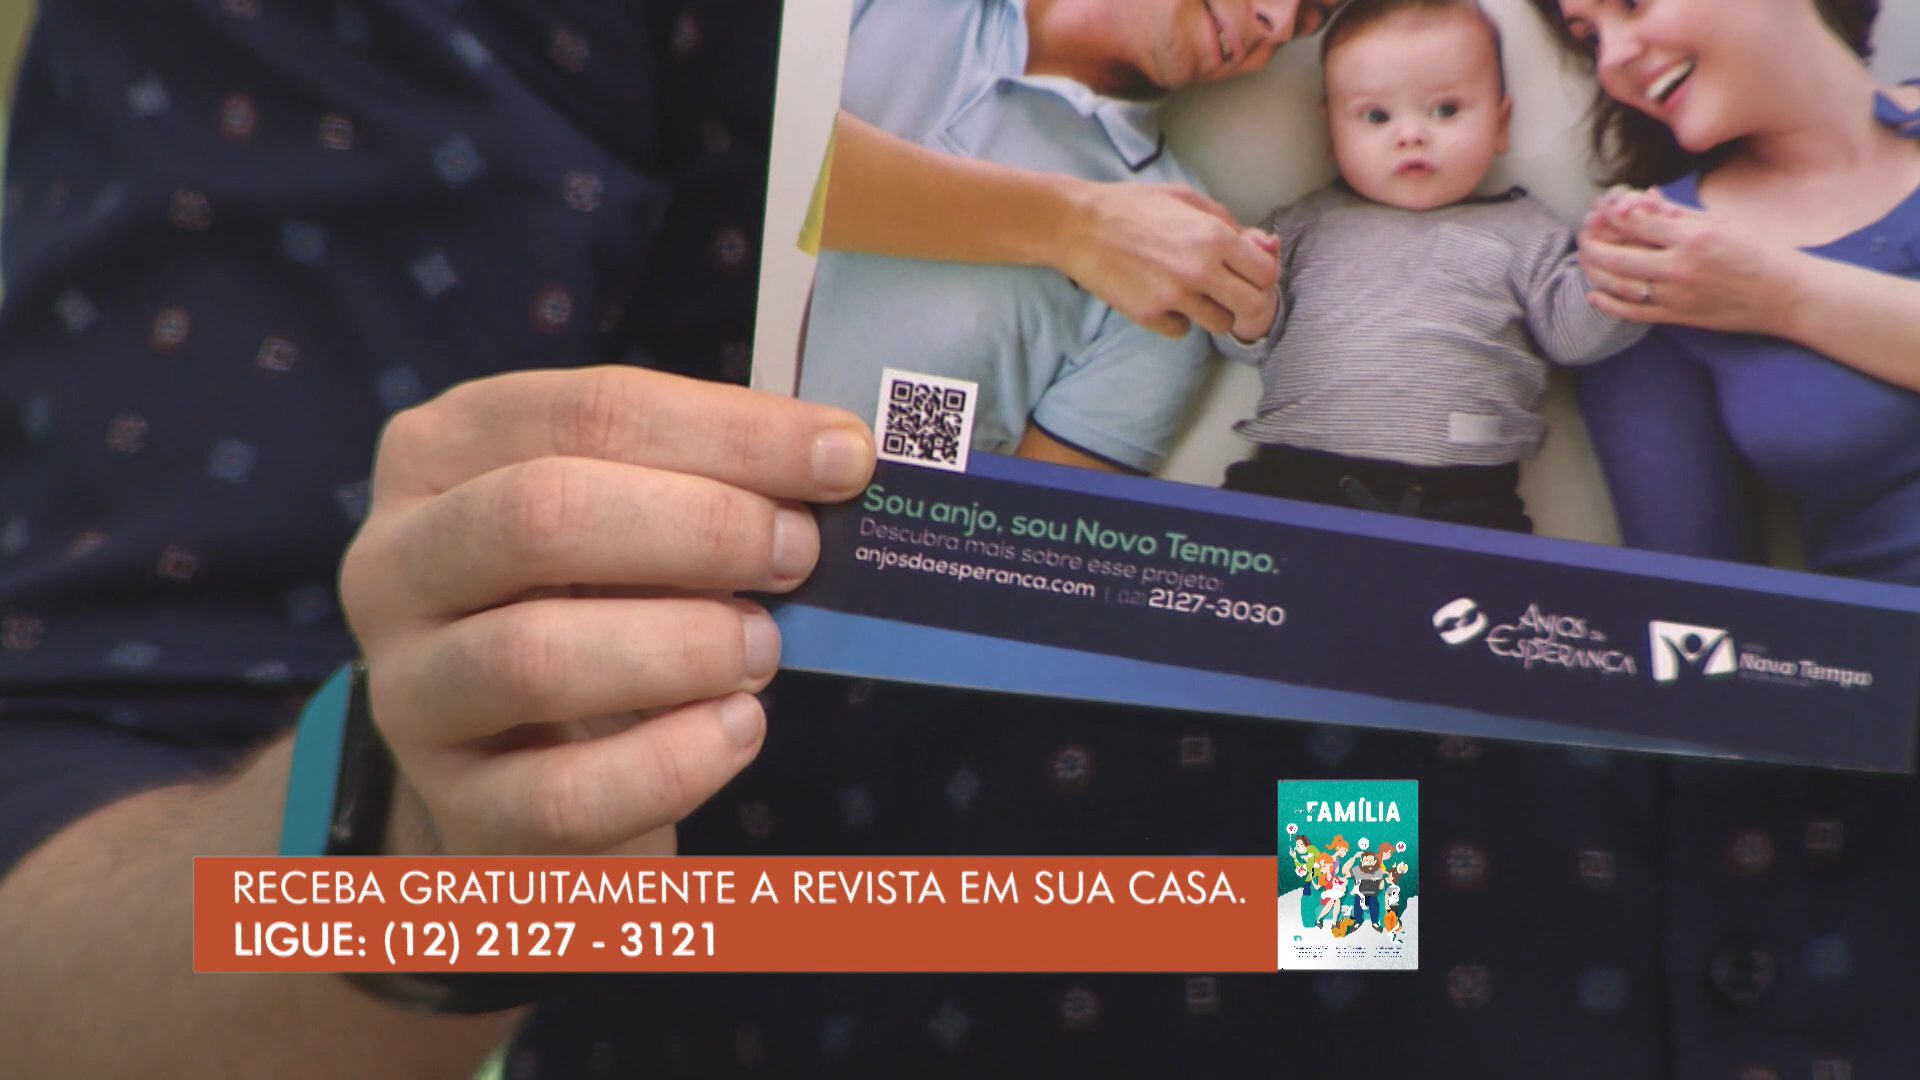 Sou anjo, sou Novo Tempo.
Descubra mais sobre esse projeto:
anjosdaesperanca.com | (12) 2127-3030
ANJOS DA
ESPERANÇA
Novo Tempo
FAMÍLIA
RECEBA GRATUITAMENTE A REVISTA EM SUA CASA.
LIGUE: (12) 2127 - 3121